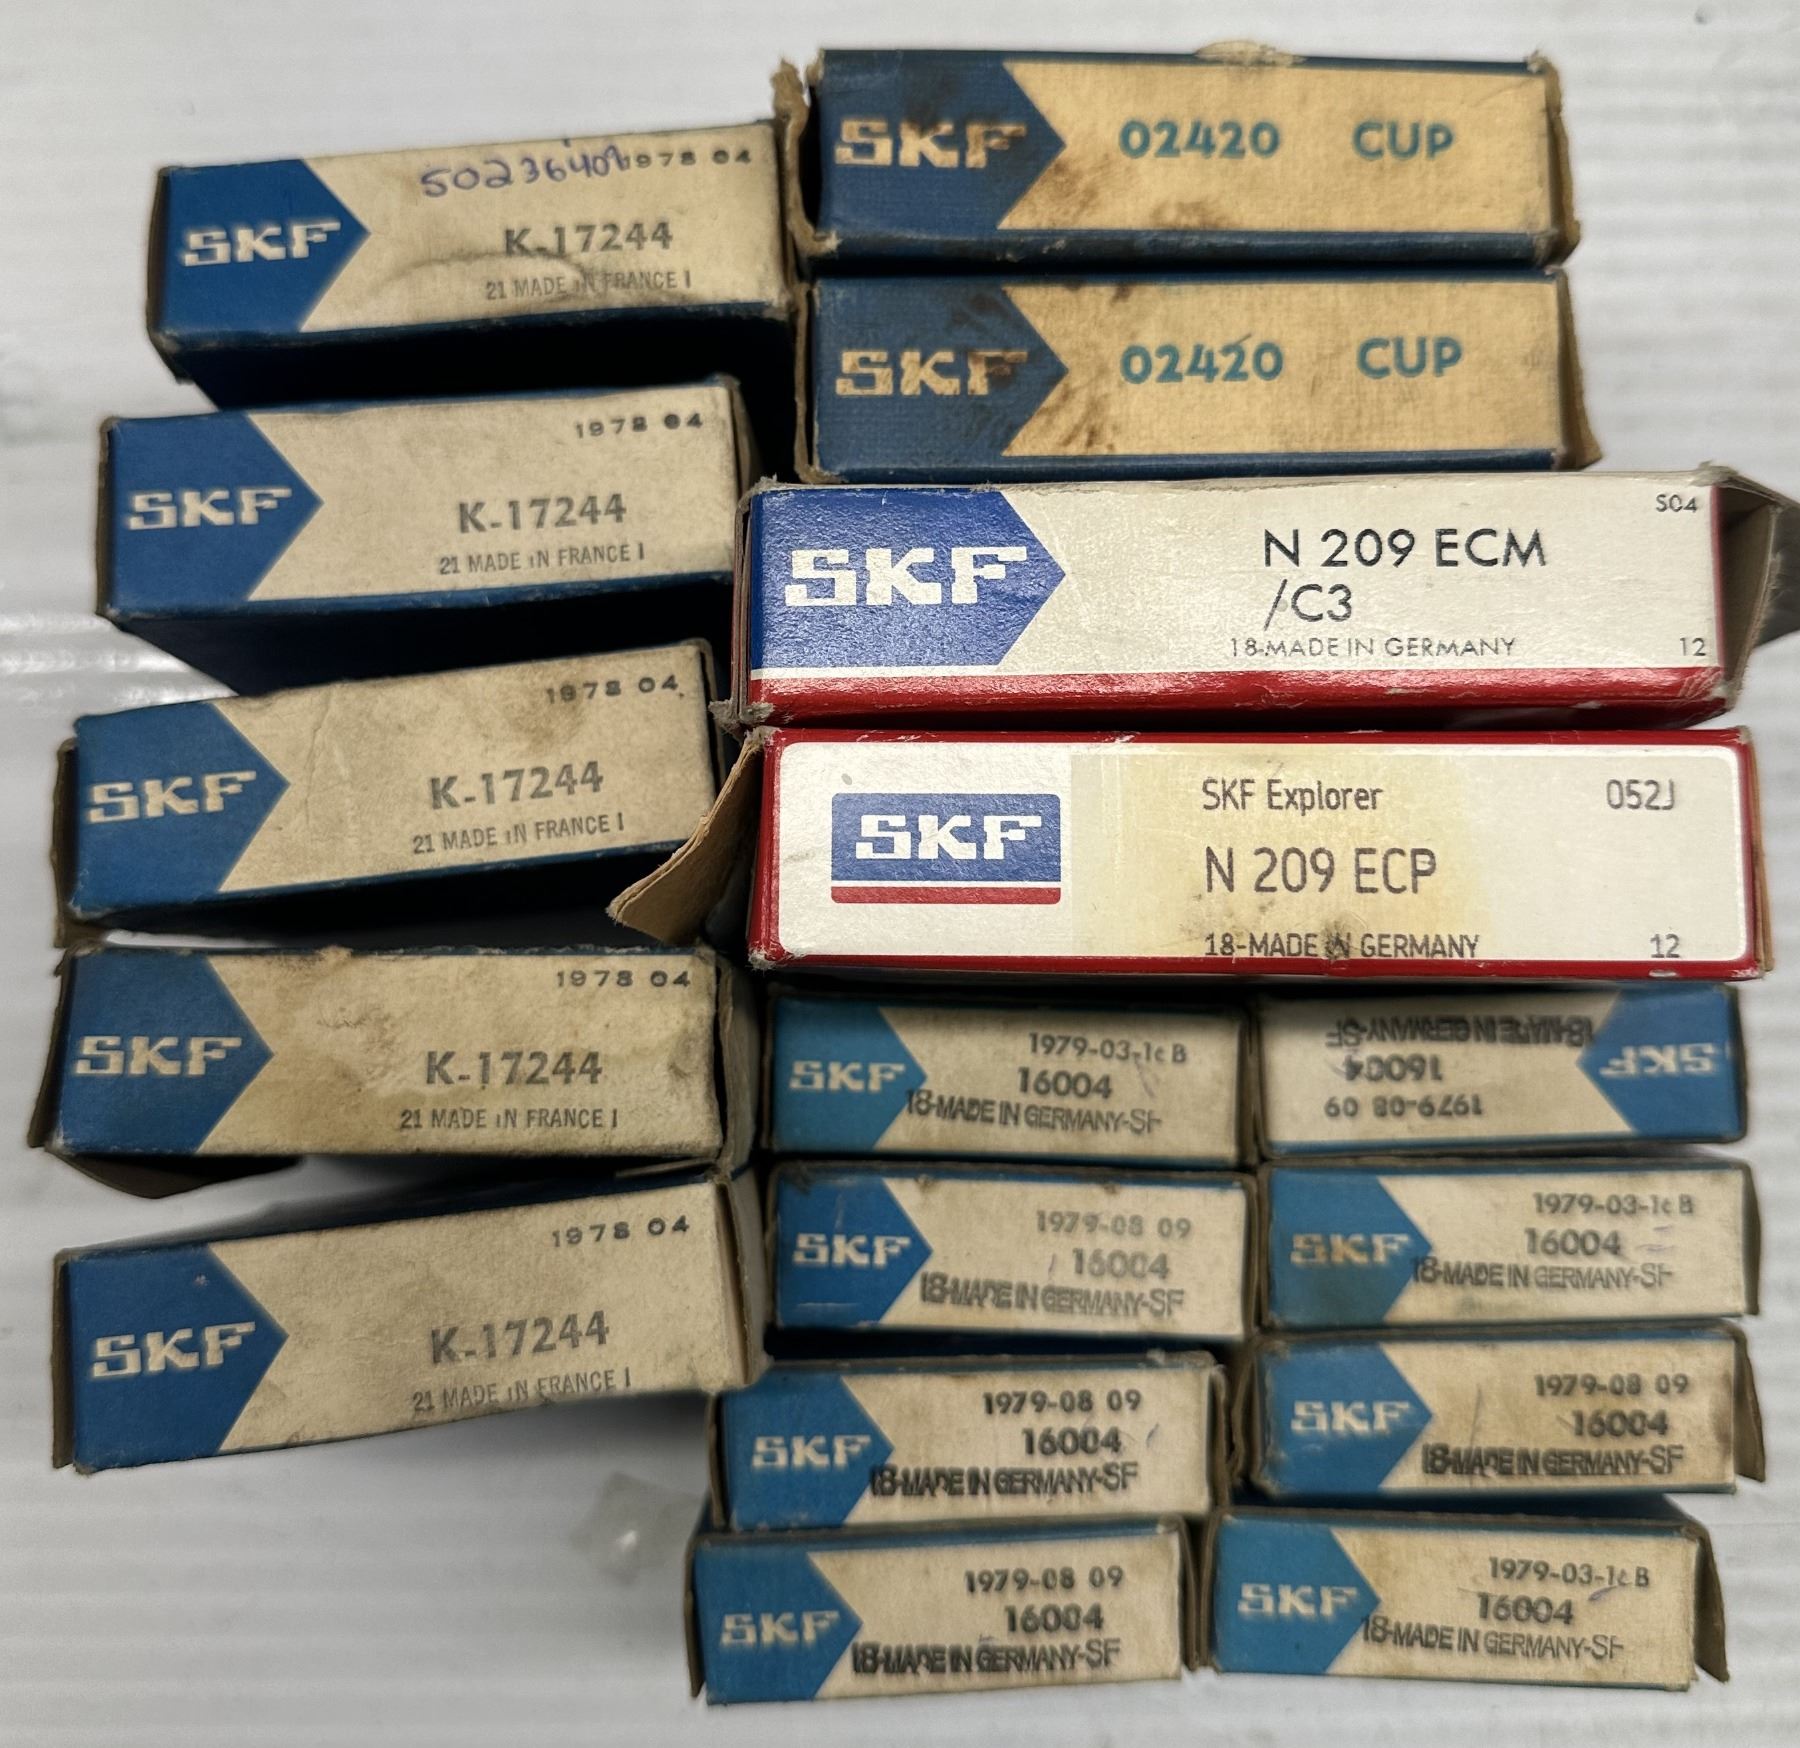 SKF
50236408 1978 04
K-17244
21 MADE IN FRANCE I
SKF
1978 04
K-17244
21 MADE IN FRANCE I
SKF
1978 04
K-17244
21 MADE IN FRANCE I
SKF
1978 04
K-17244
21 MADE IN FRANCE I
SKF
1978 04
K-17244
21 MADE IN FRANCE I
SKF 02420 CUP
SKF 02420 CUP
SKF
S04
N 209 ECM
/C3
18-MADE IN GERMANY 12
SKF
SKF Explorer 052J
N 209 ECP
18-MADE IN GERMANY 12
SKF
1979-03-1c B
16004
18-MADE IN GERMANY-SF
SKF
1979-08 09
16004
18-MADE IN GERMANY-SF
SKF
1979-08 09
16004
18-MADE IN GERMANY-SF
SKF
1979-03-1c B
16004
18-MADE IN GERMANY-SF
SKF
1979-08 09
16004
18-MADE IN GERMANY-SF
SKF
1979-08 09
16004
18-MADE IN GERMANY-SF
SKF
1979-08 09
16004
18-MADE IN GERMANY-SF
SKF
1979-03-1c B
16004
18-MADE IN GERMANY-SF